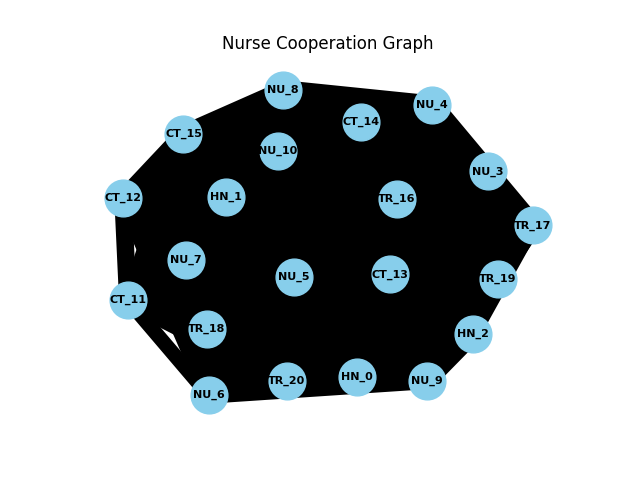 Nurse Cooperation Graph
NU_8
NU_4
CT_14
CT_15
NU_10
NU_3
HN_1
CT_12
TR_16
TR_17
NU_7
NU_5
CT_13
TR_19
CT_11
TR_18
HN_2
HN_0
TR_20
NU_9
NU_6